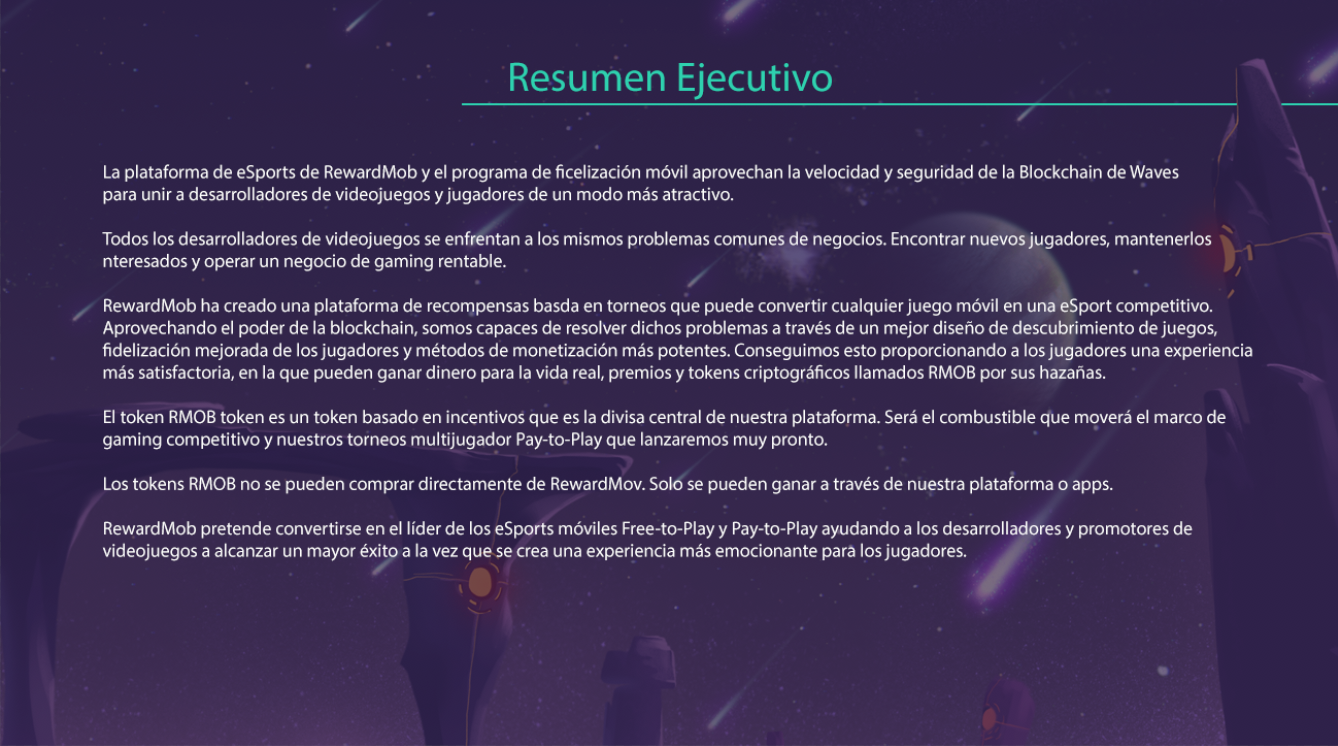 Resumen Ejecutivo
La plataforma de eSports de RewardMob y el programa de ficelización móvil aprovechan la velocidad y seguridad de la Blockchain de Waves
para unir a desarrolladores de videojuegos y jugadores de un modo más atractivo.
Todos los desarrolladores de videojuegos se enfrentan a los mismos problemas comunes de negocios. Encontrar nuevos jugadores, mantenerlos
nteresados y operar un negocio de gaming rentable.
RewardMob ha creado una plataforma de recompensas basda en torneos que puede convertir cualquier juego móvil en una eSport competitivo.
Aprovechando el poder de la blockchain, somos capaces de resolver dichos problemas a través de un mejor diseño de descubrimiento de juegos,
fidelización mejorada de los jugadores y métodos de monetización más potentes. Conseguimos esto proporcionando a los jugadores una experiencia
más satisfactoria, en la que pueden ganar dinero para la vida real, premios y tokens criptográficos llamados RMOB por sus hazañas.
El token RMOB token es un token basado en incentivos que es la divisa central de nuestra plataforma. Será el combustible que moverá el marco de
gaming competitivo y nuestros torneos multijugador Pay-to-Play que lanzaremos muy pronto.
Los tokens RMOB no se pueden comprar directamente de RewardMov. Solo se pueden ganar a través de nuestra plataforma o apps.
RewardMob pretende convertirse en el líder de los eSports móviles Free-to-Play y Pay-to-Play ayudando a los desarrolladores y promotores de
videojuegos a alcanzar un mayor éxito a la vez que se crea una experiencia más emocionante para los jugadores.